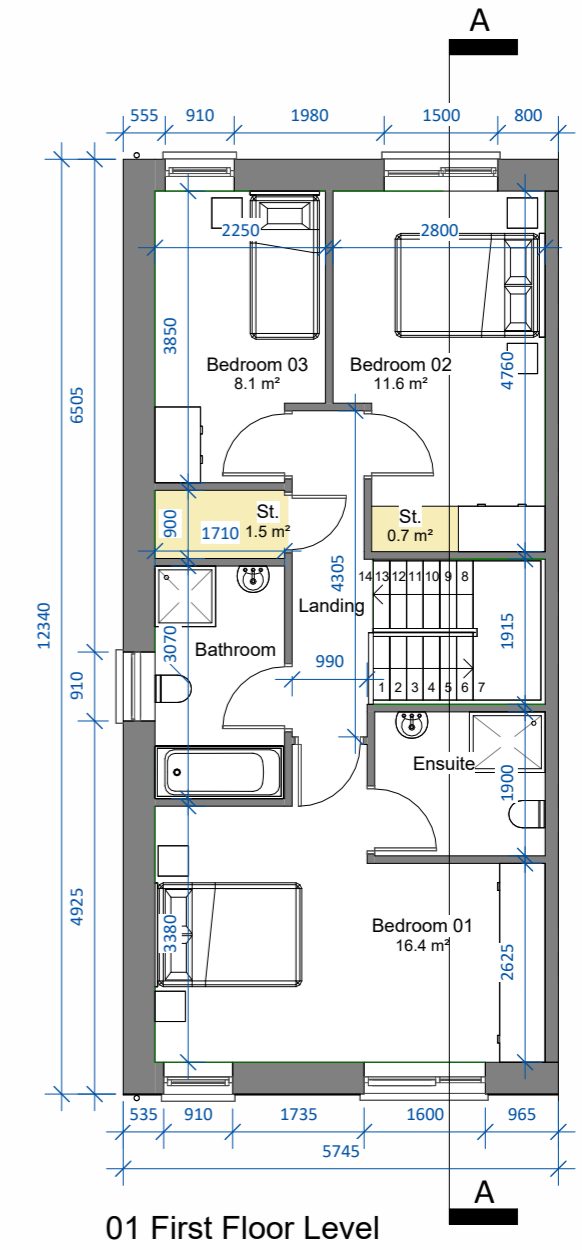 A
555 910 1980 1500 800
2250 2800
3850
4760
Bedroom 03
8.1 m²
Bedroom 02
11.6 m²
6505
12340
910
4925
900
1710
St.
1.5 m²
St.
0.7 m²
4305
14 13 12 11 10 9 8
Landing
1915
3070
Bathroom
990
1 2 3 4 5 6 7
Ensuite
1900
Bedroom 01
16.4 m²
3380
2625
535 910 1735 1600 965
5745
A
01 First Floor Level